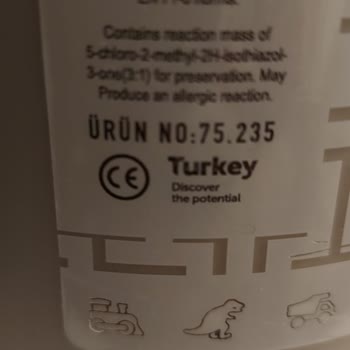 Contains reaction mass of
5-chloro-2-methyl-2H-isothiazol-
3-one(3:1) for preservation. May
Produce an allergic reaction.
ÜRÜN NO:75.235
CE Turkey
Discover
the potential